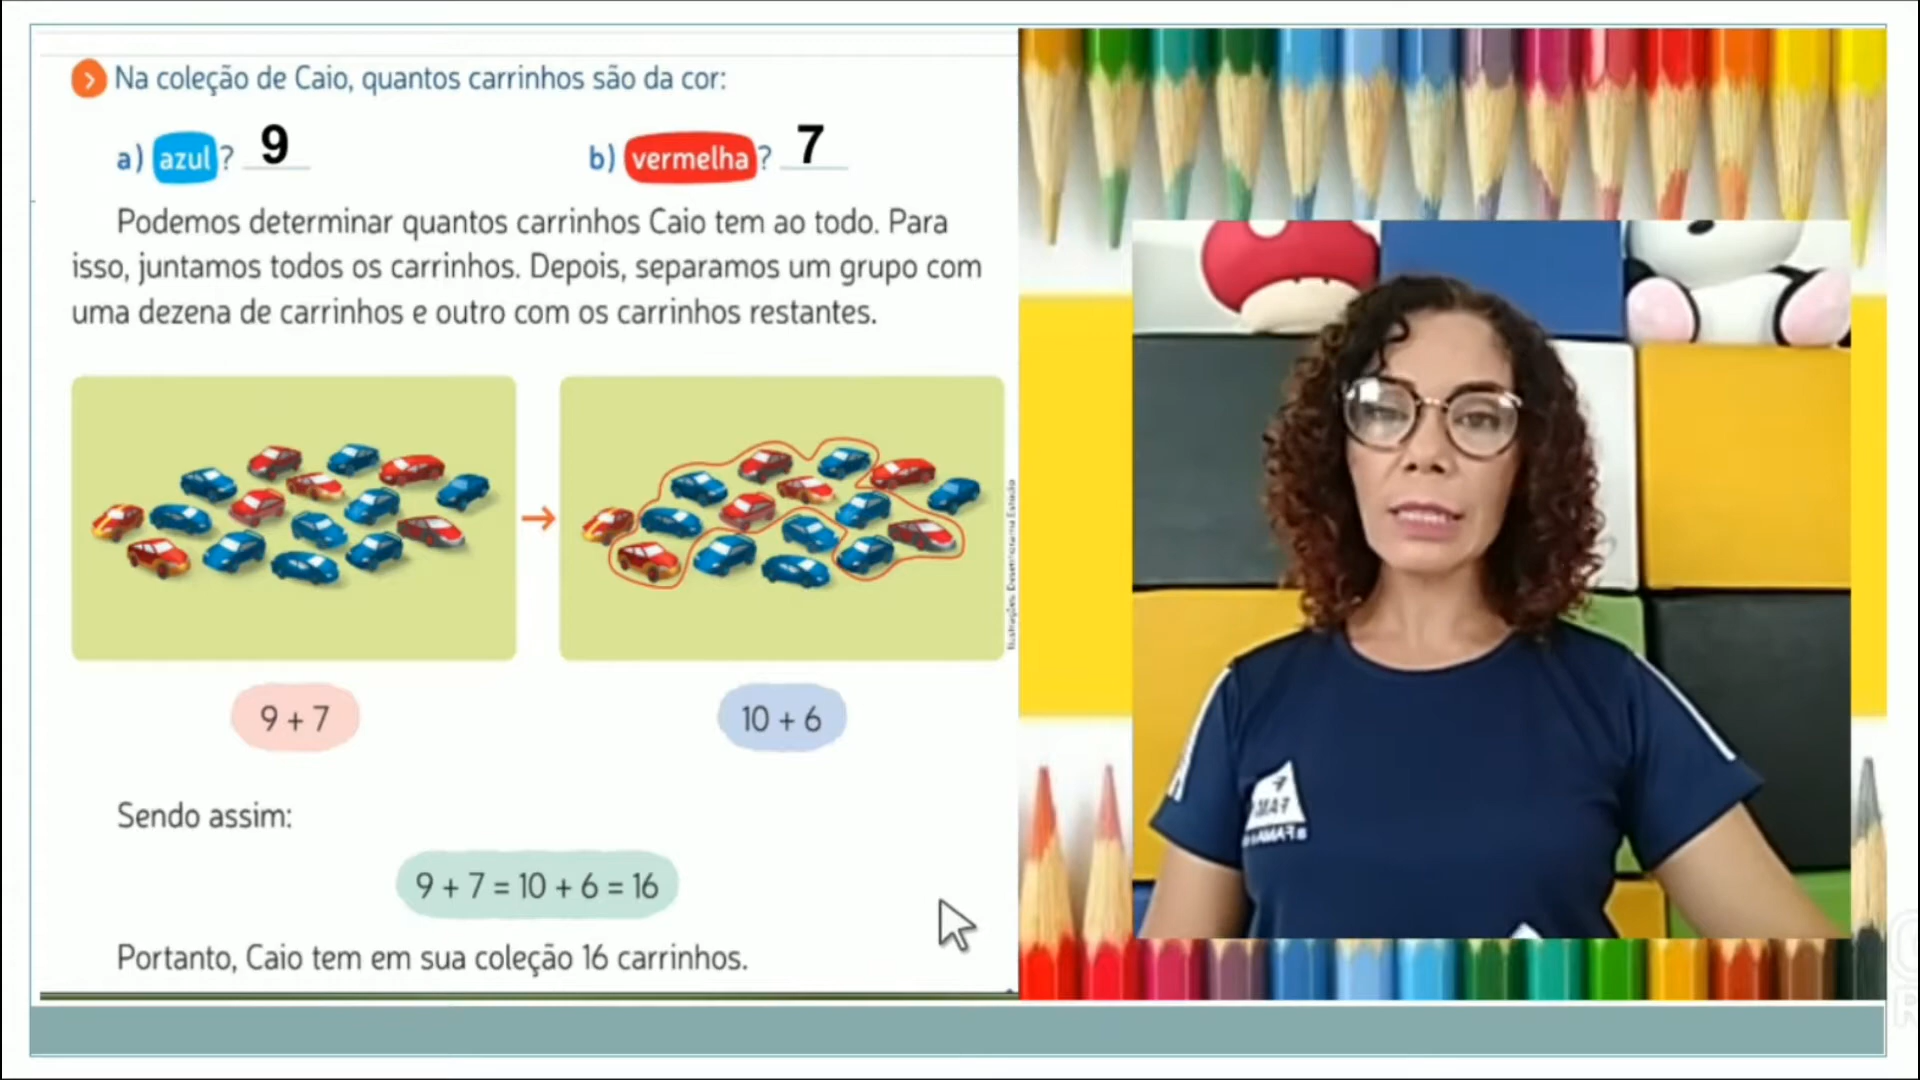 Na coleção de Caio, quantos carrinhos são da cor:
a) azul? 9
b) vermelha? 7
Podemos determinar quantos carrinhos Caio tem ao todo. Para
isso, juntamos todos os carrinhos. Depois, separamos um grupo com
uma dezena de carrinhos e outro com os carrinhos restantes.
9 + 7
10 + 6
Sendo assim:
9 + 7 = 10 + 6 = 16
Portanto, Caio tem em sua coleção 16 carrinhos.